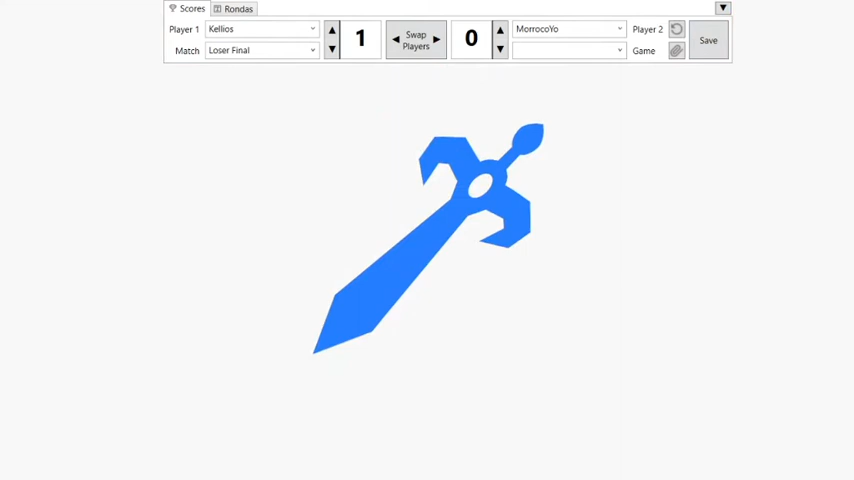 Scores Rondas
Player 1 Kellios 1 Swap Players 0 MorrocoYo Player 2 Save
Match Loser Final Game